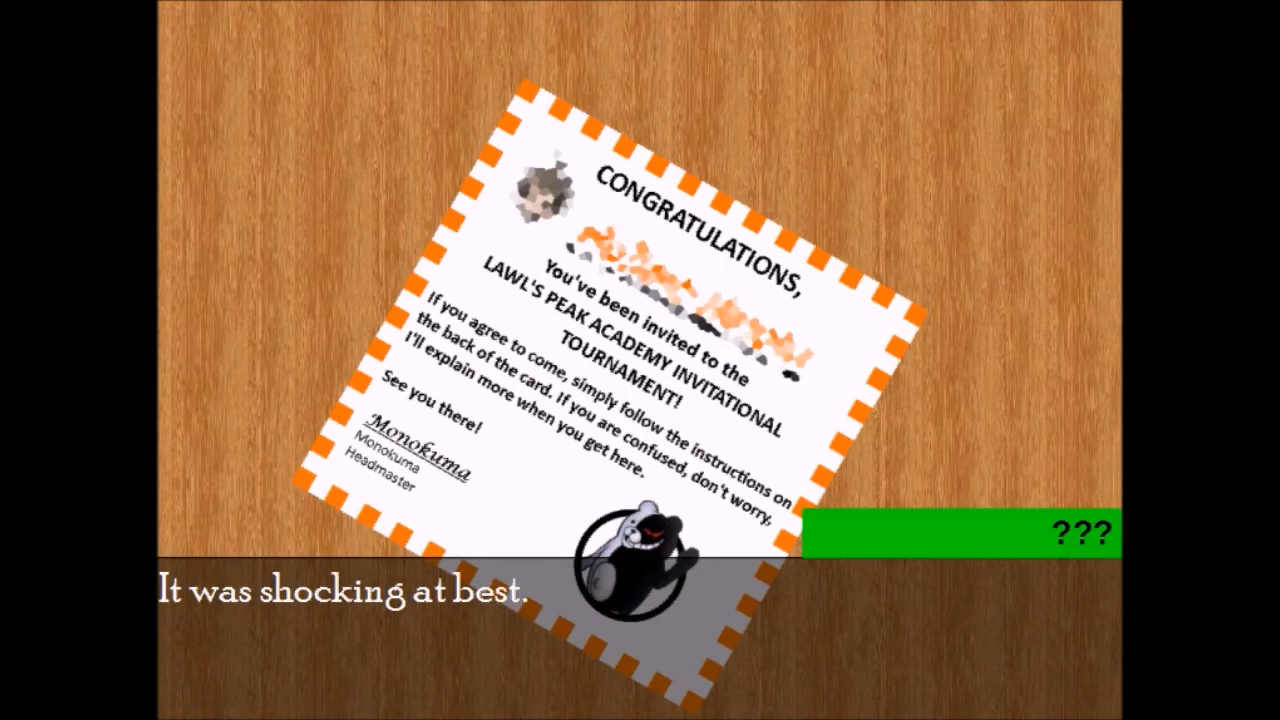 CONGRATULATIONS,
You've been invited to the
LAWL'S PEAK ACADEMY INVITATIONAL
TOURNAMENT!
If you agree to come, simply follow the instructions on
the back of the card. If you are confused, don't worry,
I'll explain more when you get here.
See you there!
Monokuma
Monokuma
Headmaster
???
It was shocking at best.